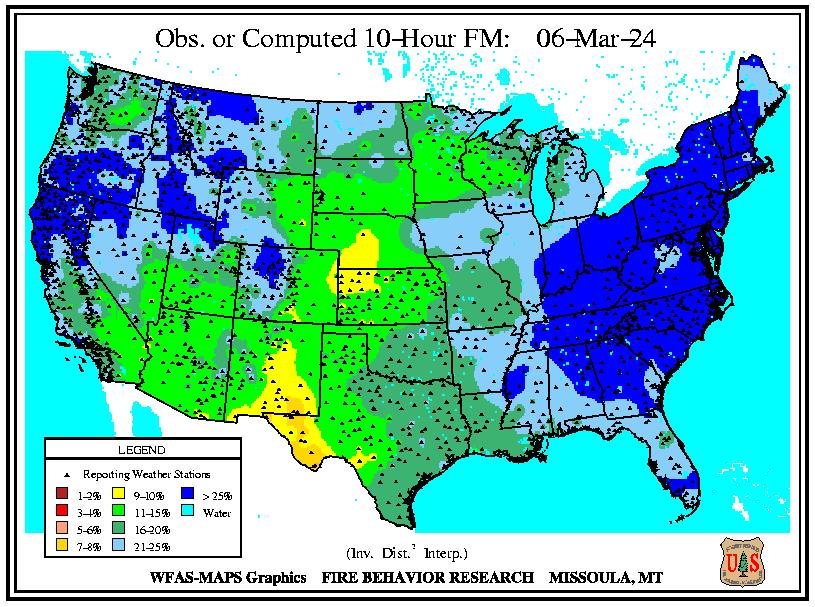 Obs. or Computed 10-Hour FM: 06-Mar-24
LEGEND
Reporting Weather Stations
1-2% 9-10% > 25%
3-4% 11-15% Water
5-6% 16-20%
7-8% 21-25%
(Inv. Dist.² Interp.)
WFAS-MAPS Graphics FIRE BEHAVIOR RESEARCH MISSOULA, MT
U S